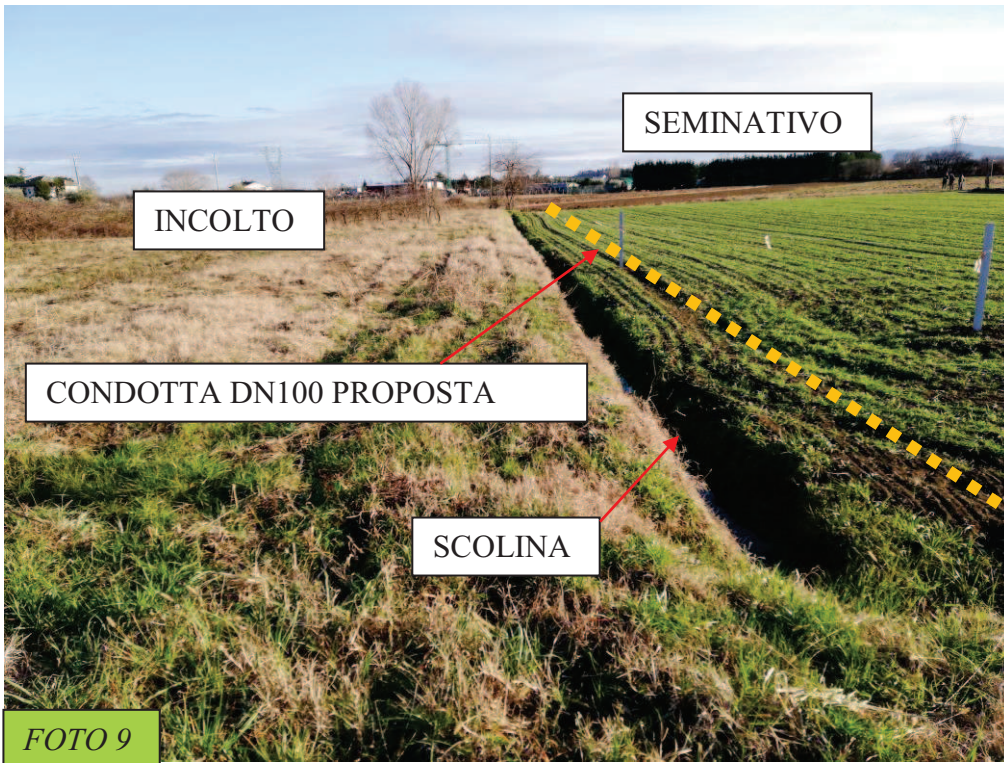 SEMINATIVO
INCOLTO
CONDOTTA DN100 PROPOSTA
SCOLINA
FOTO 9